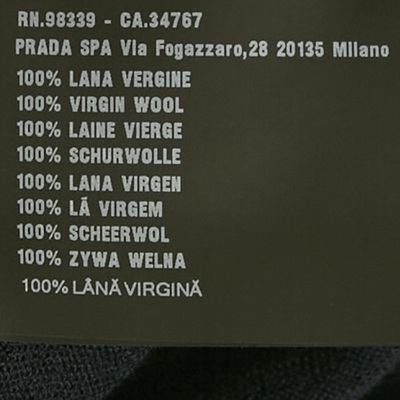 RN.98339 - CA.34767
PRADA SPA Via Fogazzaro,28 20135 Milano
100% LANA VERGINE
100% VIRGIN WOOL
100% LAINE VIERGE
100% SCHURWOLLE
100% LANA VIRGEN
100% LÃ VIRGEM
100% SCHEERWOL
100% ZYWA WELNA
100% LÂNĂ VIRGINĂ